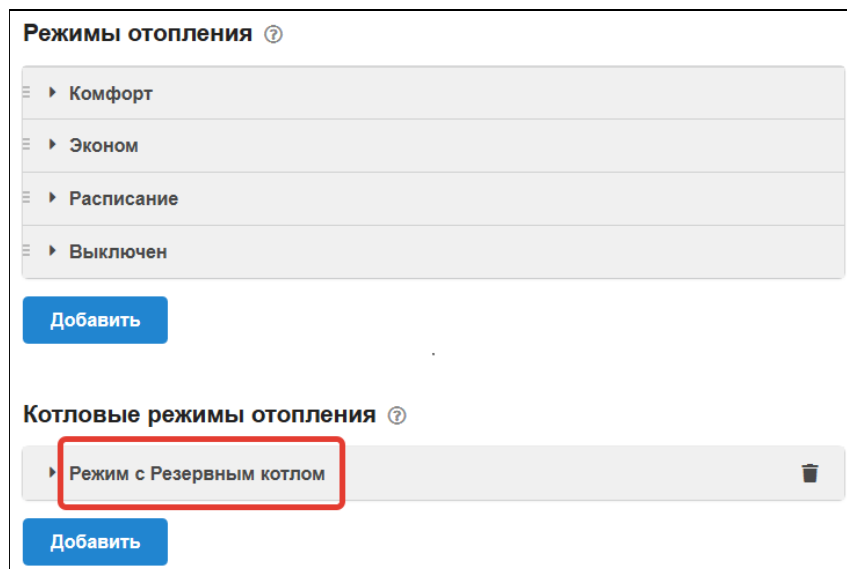 Режимы отопления ?
Комфорт
Эконом
Расписание
Выключен
Добавить
Котловые режимы отопления ?
Режим с Резервным котлом
Добавить